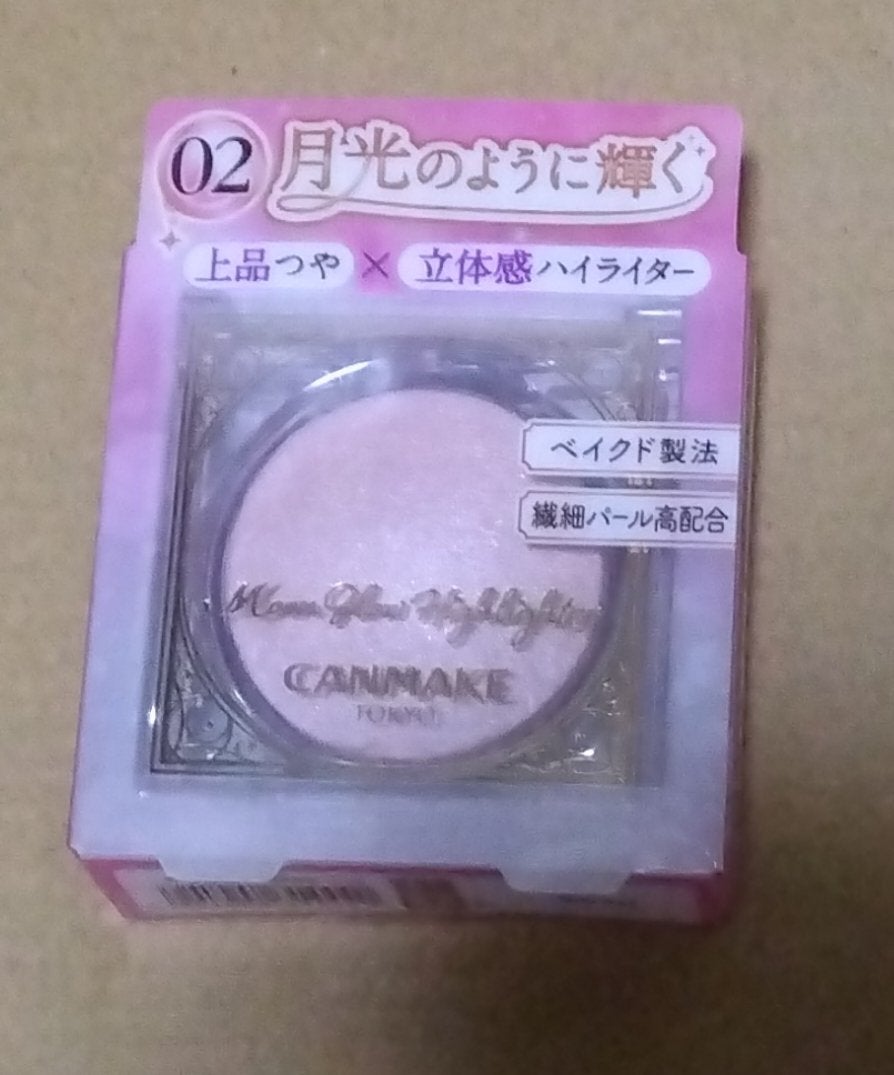 02 月光のように輝く
上品つや×立体感ハイライター
ベイクド製法
繊細パール高配合
Moon Glow Highlighter
CANMAKE
TOKYO